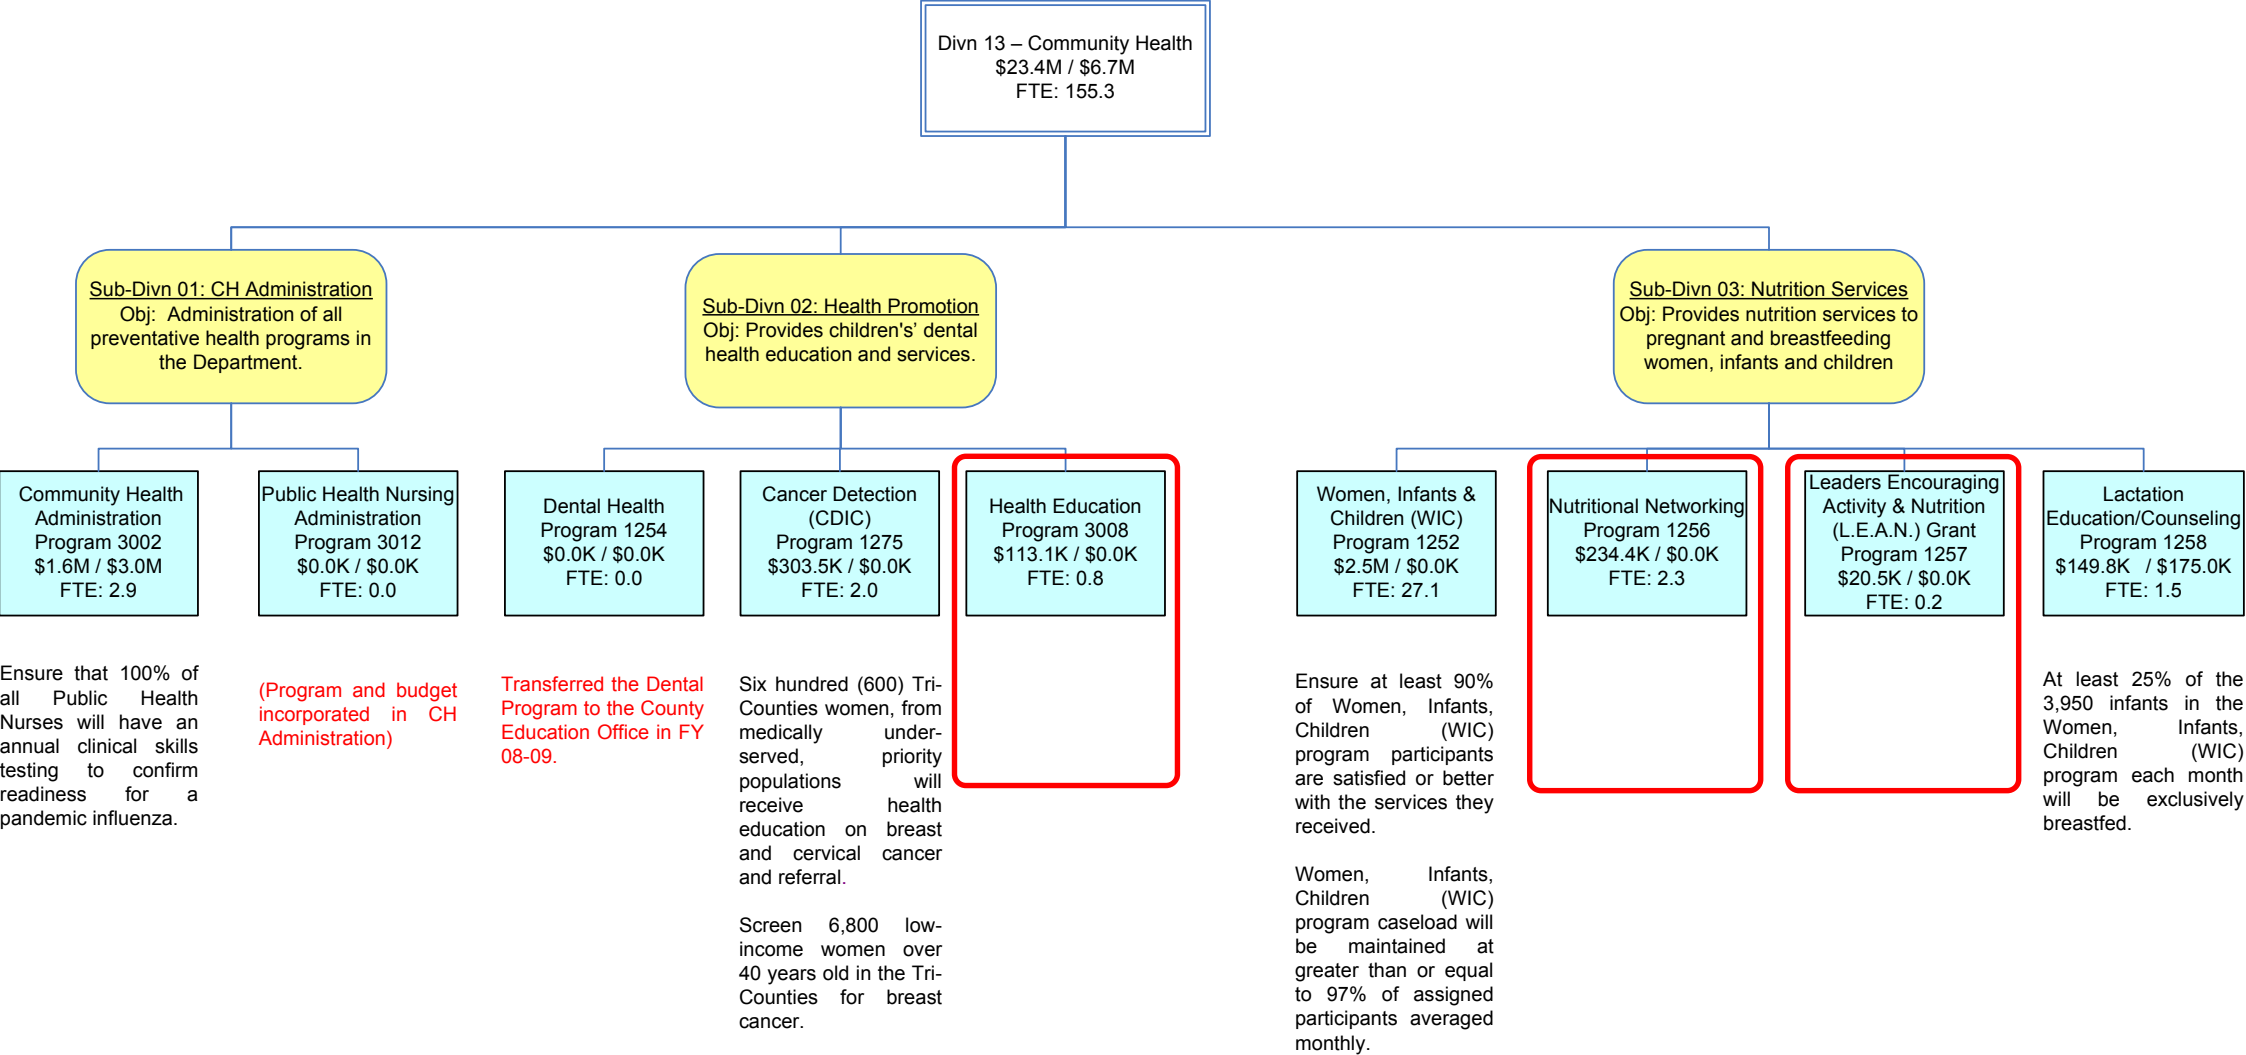 Divn 13 – Community Health
$23.4M / $6.7M
FTE: 155.3
Sub-Divn 01: CH Administration
Obj:  Administration of all
preventative health programs in
the Department.
Sub-Divn 02: Health Promotion
Obj: Provides children's’ dental
health education and services.
Sub-Divn 03: Nutrition Services
Obj: Provides nutrition services to
pregnant and breastfeeding
women, infants and children
Community Health
Administration
Program 3002
$1.6M / $3.0M
FTE: 2.9
Public Health Nursing
Administration
Program 3012
$0.0K / $0.0K
FTE: 0.0
Dental Health
Program 1254
$0.0K / $0.0K
FTE: 0.0
Cancer Detection
(CDIC)
Program 1275
$303.5K / $0.0K
FTE: 2.0
Health Education
Program 3008
$113.1K / $0.0K
FTE: 0.8
Women, Infants &
Children (WIC)
Program 1252
$2.5M / $0.0K
FTE: 27.1
Nutritional Networking
Program 1256
$234.4K / $0.0K
FTE: 2.3
Leaders Encouraging
Activity & Nutrition
(L.E.A.N.) Grant
Program 1257
$20.5K / $0.0K
FTE: 0.2
Lactation
Education/Counseling
Program 1258
$149.8K   / $175.0K
FTE: 1.5
Ensure that 100% of
all Public Health
Nurses will have an
annual clinical skills
testing to confirm
readiness for a
pandemic influenza.
(Program and budget
incorporated in CH
Administration)
Transferred the Dental
Program to the County
Education Office in FY
08-09.
Six hundred (600) Tri-
Counties women, from
medically under-
served, priority
populations will
receive health
education on breast
and cervical cancer
and referral.
Screen 6,800 low-
income women over
40 years old in the Tri-
Counties for breast
cancer.
Ensure at least 90%
of Women, Infants,
Children (WIC)
program participants
are satisfied or better
with the services they
received.
Women, Infants,
Children (WIC)
program caseload will
be maintained at
greater than or equal
to 97% of assigned
participants averaged
monthly.
At least 25% of the
3,950 infants in the
Women, Infants,
Children (WIC)
program each month
will be exclusively
breastfed.